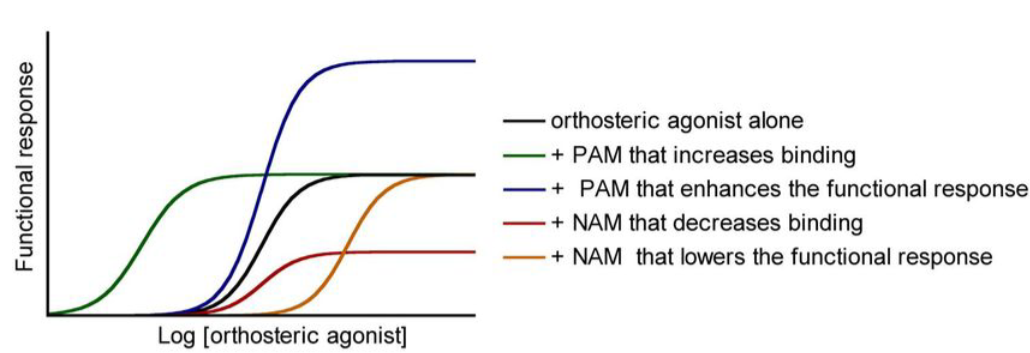 Functional response
Log [orthosteric agonist]
orthosteric agonist alone
+ PAM that increases binding
+ PAM that enhances the functional response
+ NAM that decreases binding
+ NAM that lowers the functional response